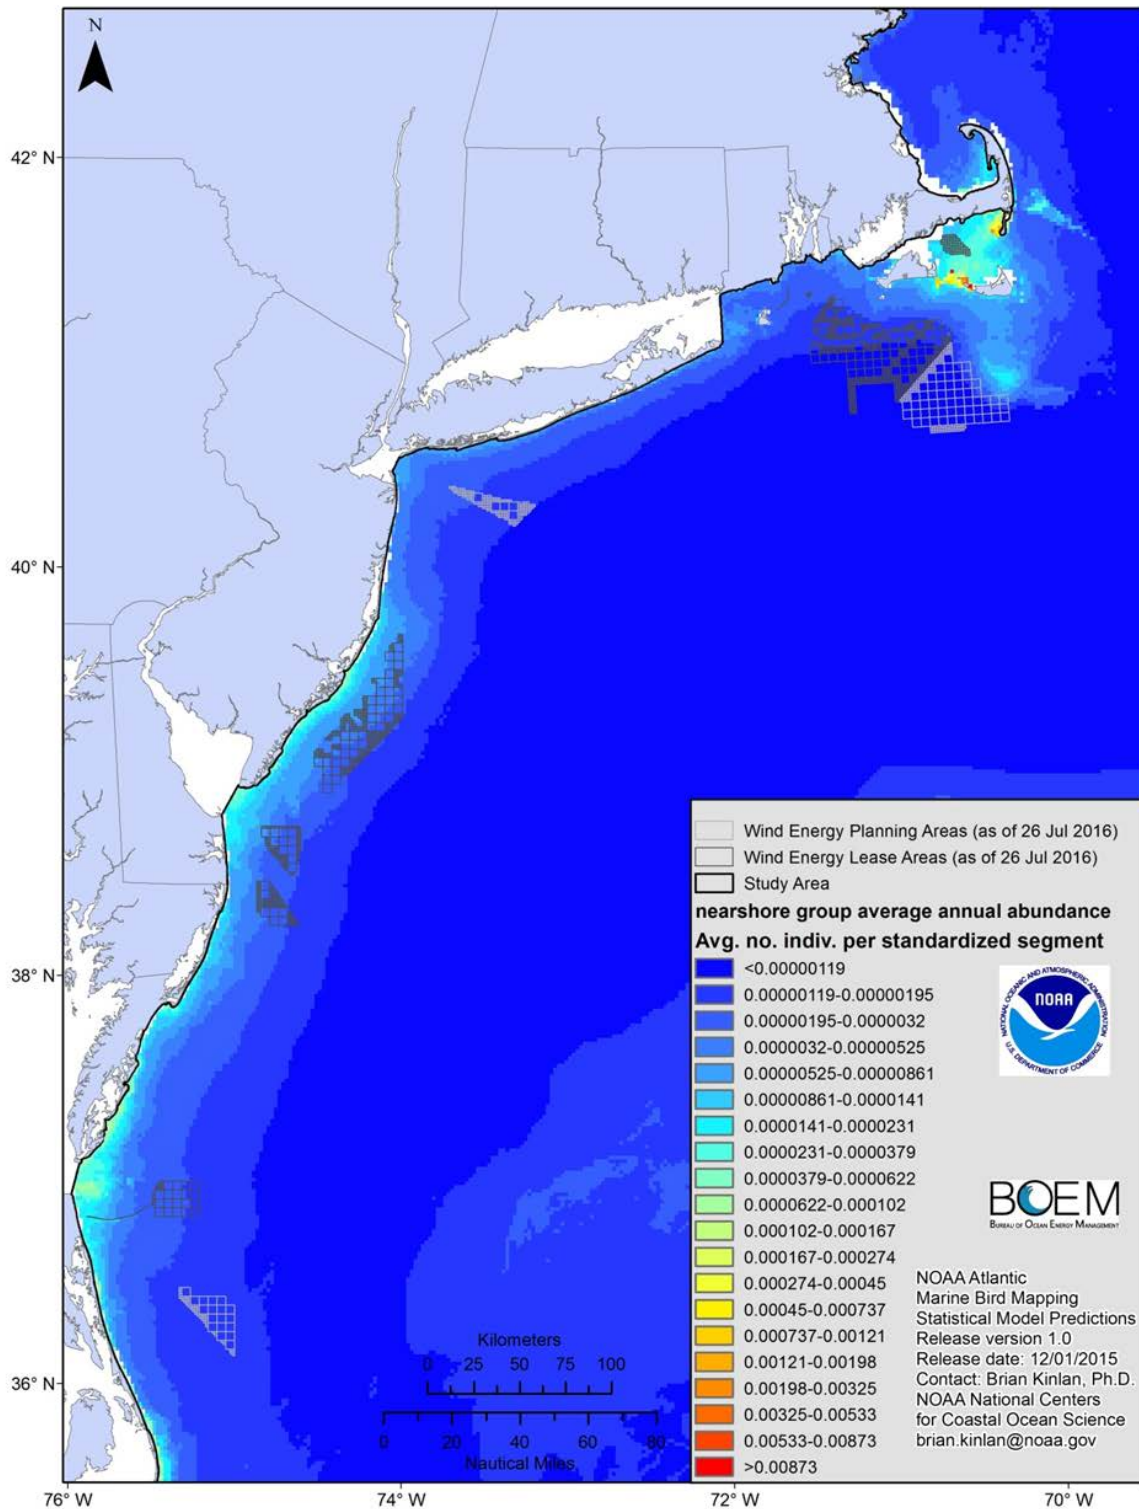 N
42° N
40° N
38° N
36° N
76° W
74° W
72° W
70° W
Kilometers
0 25 50 75 100
0 20 40 60 80
Nautical Miles
Wind Energy Planning Areas (as of 26 Jul 2016)
Wind Energy Lease Areas (as of 26 Jul 2016)
Study Area
nearshore group average annual abundance
Avg. no. indiv. per standardized segment
<0.00000119
0.00000119-0.00000195
0.00000195-0.0000032
0.0000032-0.00000525
0.00000525-0.00000861
0.00000861-0.0000141
0.0000141-0.0000231
0.0000231-0.0000379
0.0000379-0.0000622
0.0000622-0.000102
0.000102-0.000167
0.000167-0.000274
0.000274-0.00045
0.00045-0.000737
0.000737-0.00121
0.00121-0.00198
0.00198-0.00325
0.00325-0.00533
0.00533-0.00873
>0.00873
NATIONAL OCEANIC AND ATMOSPHERIC ADMINISTRATION
NOAA
U.S. DEPARTMENT OF COMMERCE
BOEM
BUREAU OF OCEAN ENERGY MANAGEMENT
NOAA Atlantic
Marine Bird Mapping
Statistical Model Predictions
Release version 1.0
Release date: 12/01/2015
Contact: Brian Kinlan, Ph.D.
NOAA National Centers
for Coastal Ocean Science
brian.kinlan@noaa.gov